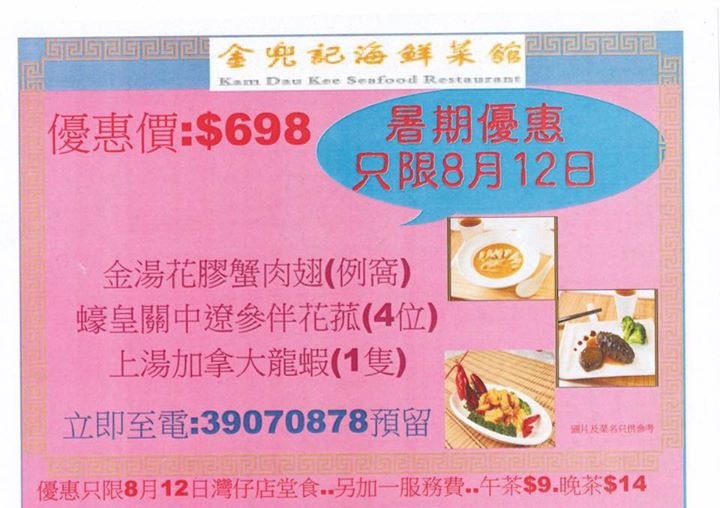 金兜記海鮮菜館
Kam Dau Kee Seafood Restaurant
優惠價:$698
暑期優惠
只限8月12日
金湯花膠蟹肉翅(例窩)
蠔皇關中遼參伴花菰(4位)
上湯加拿大龍蝦(1隻)
立即至電:39070878預留
圖片及菜名只供參考
優惠只限8月12日灣仔店堂食..另加一服務費..午茶$9.晚茶$14